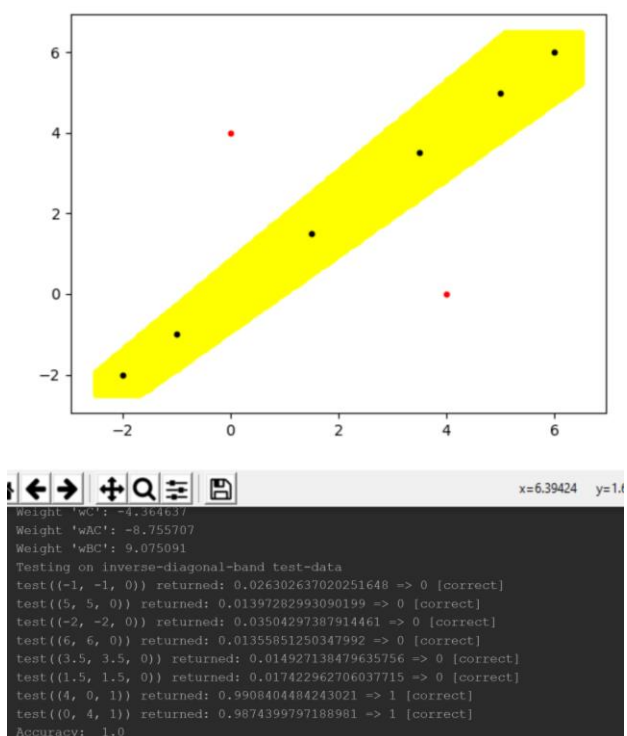 6
4
2
0
−2
−2
0
2
4
6
x=6.39424 y=1.6
Weight 'wC': -4.364637
Weight 'wAC': -8.755707
Weight 'wBC': 9.075091
Testing on inverse-diagonal-band test-data
test((-1, -1, 0)) returned: 0.026302637020251648 => 0 [correct]
test((5, 5, 0)) returned: 0.01397282993090199 => 0 [correct]
test((-2, -2, 0)) returned: 0.03504297387914461 => 0 [correct]
test((6, 6, 0)) returned: 0.01355851250347992 => 0 [correct]
test((3.5, 3.5, 0)) returned: 0.014927138479635756 => 0 [correct]
test((1.5, 1.5, 0)) returned: 0.017422962706037715 => 0 [correct]
test((4, 0, 1)) returned: 0.9908404484243021 => 1 [correct]
test((0, 4, 1)) returned: 0.9874399797188981 => 1 [correct]
Accuracy: 1.0